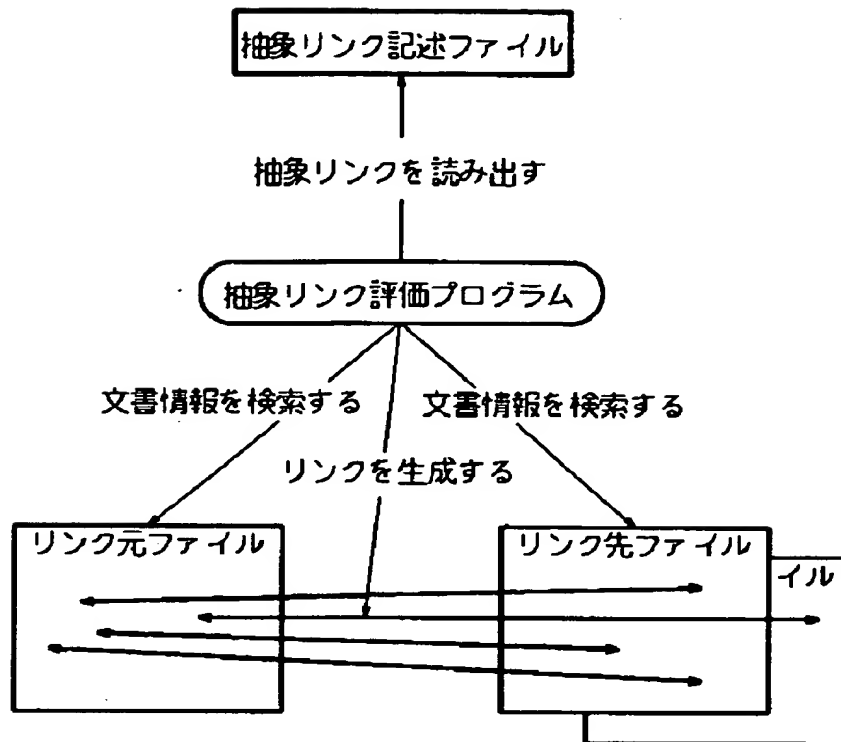 抽象リンク記述ファイル
抽象リンクを読み出す
抽象リンク評価プログラム
文書情報を検索する
文書情報を検索する
リンクを生成する
リンク元ファイル
リンク先ファイル
イル